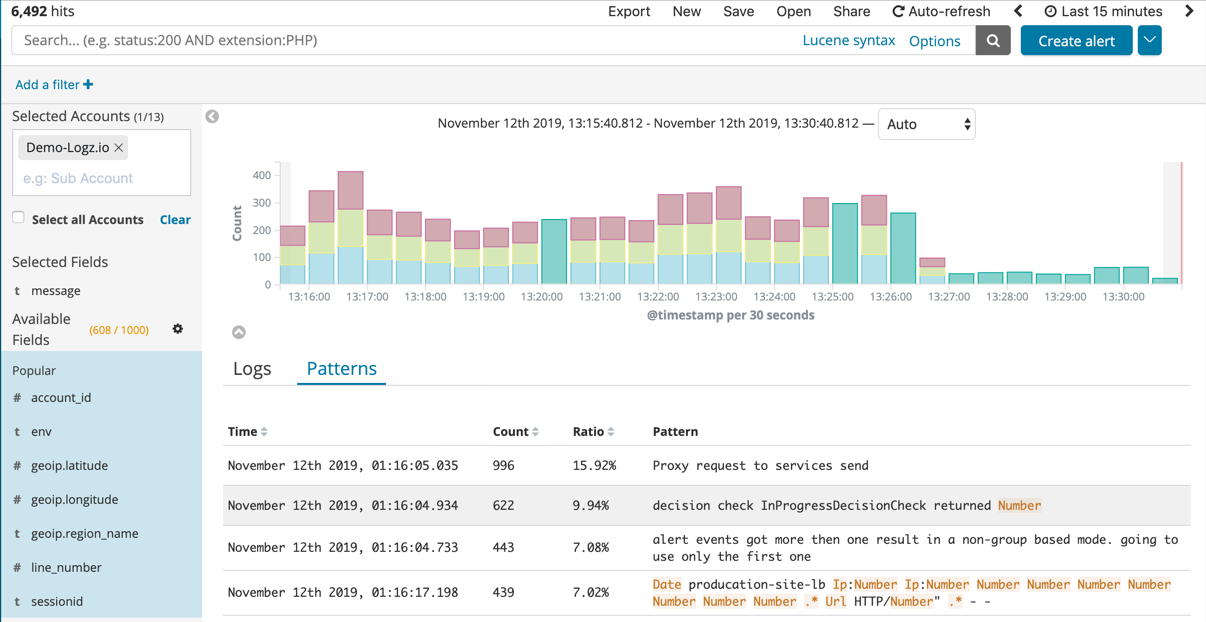 6,492 hits
Export New Save Open Share Auto-refresh Last 15 minutes
Search... (e.g. status:200 AND extension:PHP) Lucene syntax Options Create alert
Add a filter +
Selected Accounts (1/13)
Demo-Logz.io ×
e.g: Sub Account
Select all Accounts Clear
Selected Fields
t message
Available
Fields (608 / 1000)
Popular
# account_id
t env
# geoip.latitude
# geoip.longitude
t geoip.region_name
# line_number
t sessionid
November 12th 2019, 13:15:40.812 - November 12th 2019, 13:30:40.812 — Auto
Count
400
300
200
100
0
13:16:00 13:17:00 13:18:00 13:19:00 13:20:00 13:21:00 13:22:00 13:23:00 13:24:00 13:25:00 13:26:00 13:27:00 13:28:00 13:29:00 13:30:00
@timestamp per 30 seconds
Logs Patterns
Time Count Ratio Pattern
November 12th 2019, 01:16:05.035 996 15.92% Proxy request to services send
November 12th 2019, 01:16:04.934 622 9.94% decision check InProgressDecisionCheck returned Number
November 12th 2019, 01:16:04.733 443 7.08% alert events got more then one result in a non-group based mode. going to
use only the first one
November 12th 2019, 01:16:17.198 439 7.02% Date producation-site-lb Ip:Number Ip:Number Number Number Number Number
Number Number Number .* Url HTTP/Number" .* - -